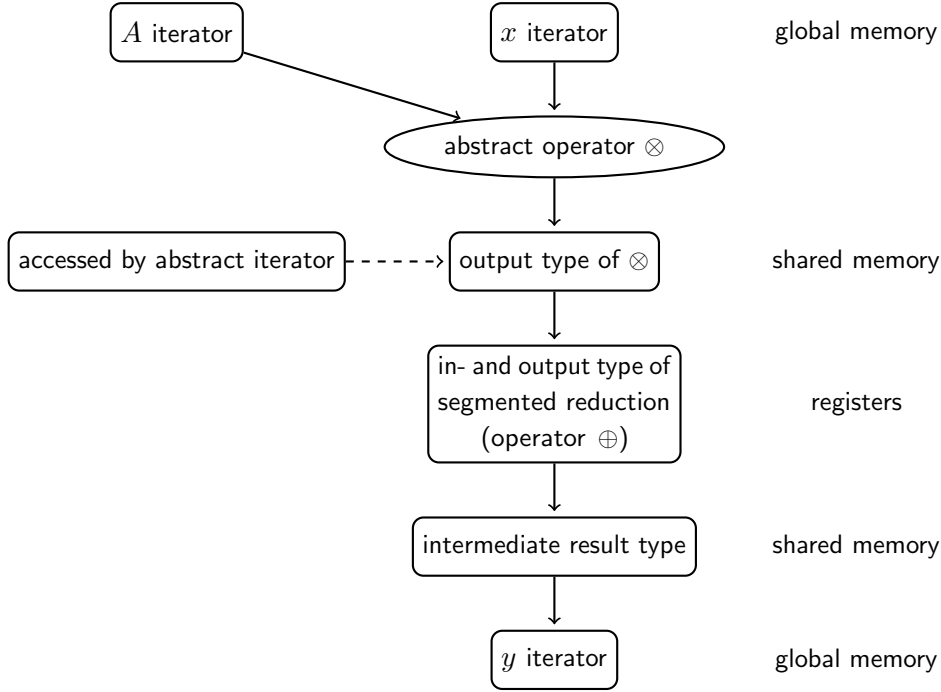 A iterator
x iterator
global memory
abstract operator ⊗
accessed by abstract iterator
output type of ⊗
shared memory
in- and output type of
segmented reduction
(operator ⊕)
registers
intermediate result type
shared memory
y iterator
global memory